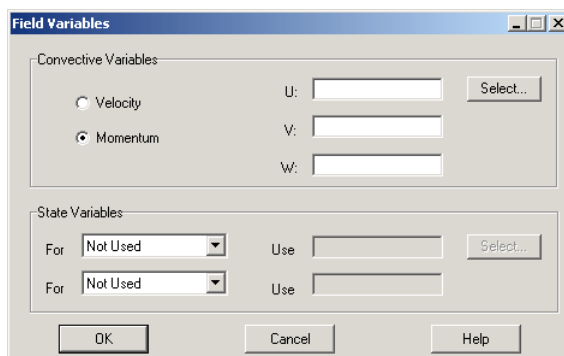 Field Variables
Convective Variables
Velocity
Momentum
U:
Select...
V:
W:
State Variables
For Not Used Use Select...
For Not Used Use
OK Cancel Help